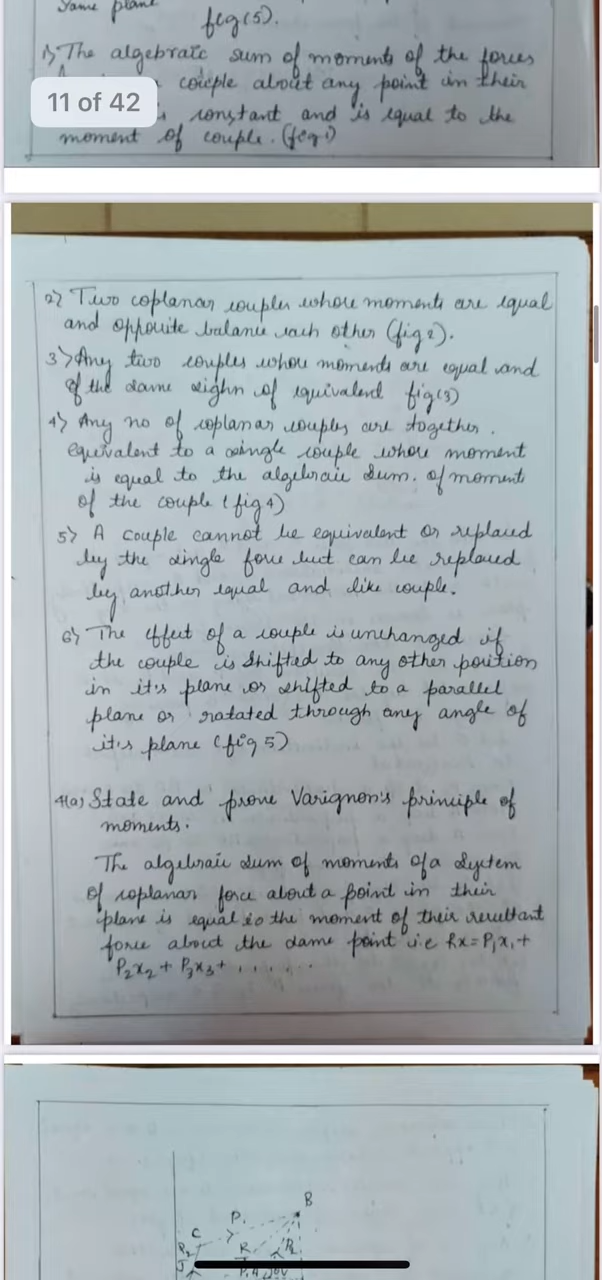 same plane
fig(5).
1) The algebraic sum of moments of the forces
couple about any point in their
11 of 42
constant and is equal to the
moment of couple. (fig 1)
2) Two coplanar couples whose moments are equal
and opposite balance each other (fig 2).
3) Any two couples whose moments are equal and
of the same sighn of equivalend fig(3)
4) Any no of coplanar couples are together.
Equivalent to a single couple whose moment
is equal to the algebraic sum. of moment
of the couple (fig 4)
5) A couple cannot be equivalent or replaced
by the single force but can be replaced
by another equal and like couple.
6) The effect of a couple is unchanged if
the couple is shifted to any other position
in it's plane or shifted to a parallel
plane or ratated through any angle of
it's plane (fig 5)
4(a) State and prove Varignon's principle of
moments.
The algebraic sum of moments of a System
of coplanar force about a point in their
plane is equal to the moment of their resultant
force about the same point i.e Rx = P₁x₁ +
P₂x₂ + P₃x₃ + ......
B
P₁
C
P₂
R
P₂